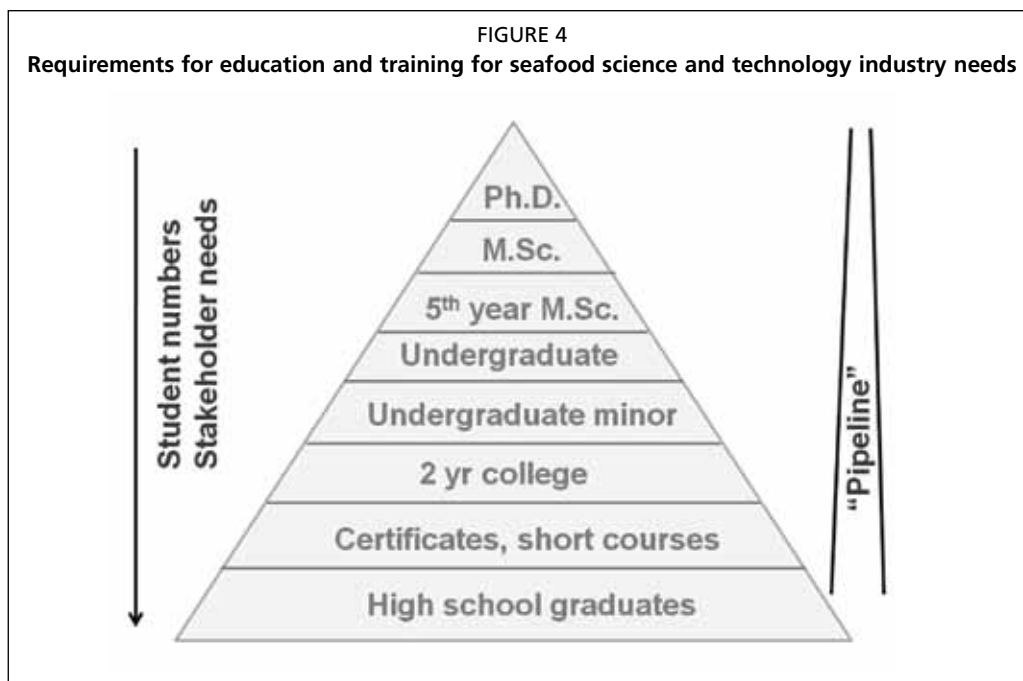 FIGURE 4
Requirements for education and training for seafood science and technology industry needs
Student numbers
Stakeholder needs
Ph.D.
M.Sc.
5th year M.Sc.
Undergraduate
Undergraduate minor
2 yr college
Certificates, short courses
High school graduates
“Pipeline”